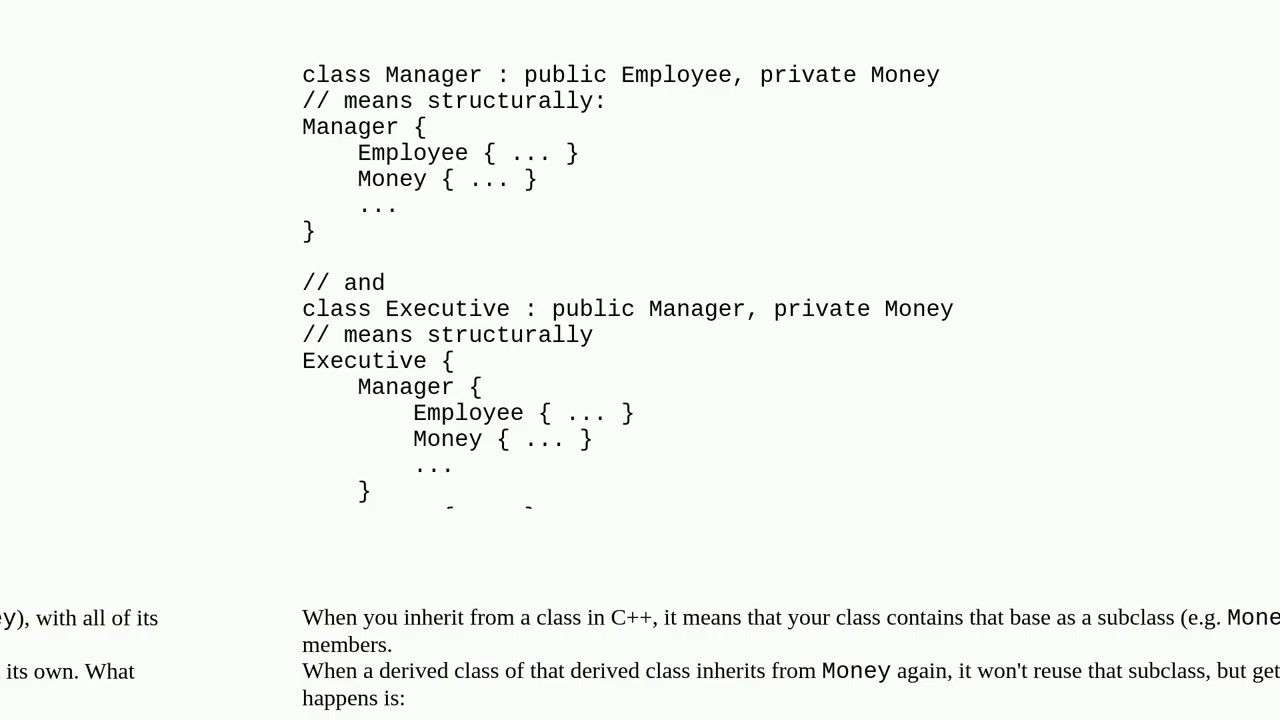 class Manager : public Employee, private Money
// means structurally:
Manager {
    Employee { ... }
    Money { ... }
    ...
}

// and
class Executive : public Manager, private Money
// means structurally
Executive {
    Manager {
        Employee { ... }
        Money { ... }
        ...
    }
), with all of its
When you inherit from a class in C++, it means that your class contains that base as a subclass (e.g.
members.
its own. What
When a derived class of that derived class inherits from Money again, it won't reuse that subclass, but get
happens is: